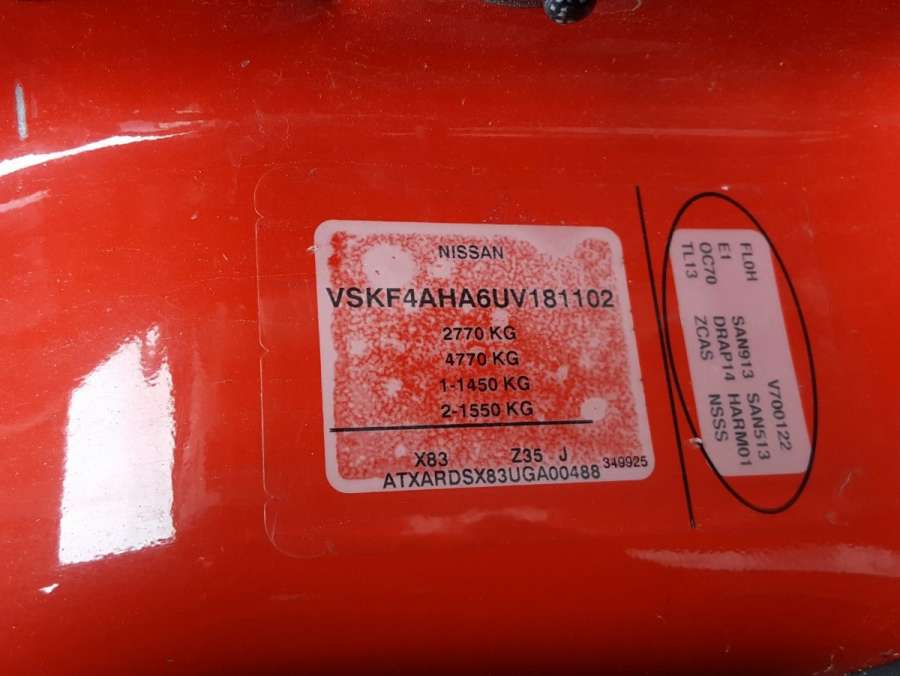 NISSAN
VSKF4AHA6UV181102
2770 KG
4770 KG
1-1450 KG
2-1550 KG
X83 Z35 J
349925
ATXARDSX83UGA00488
FL0H V700122
E1 SAN913 SAN513
OC70 DRAP14 HARM01
TL13 ZCAS NSSS